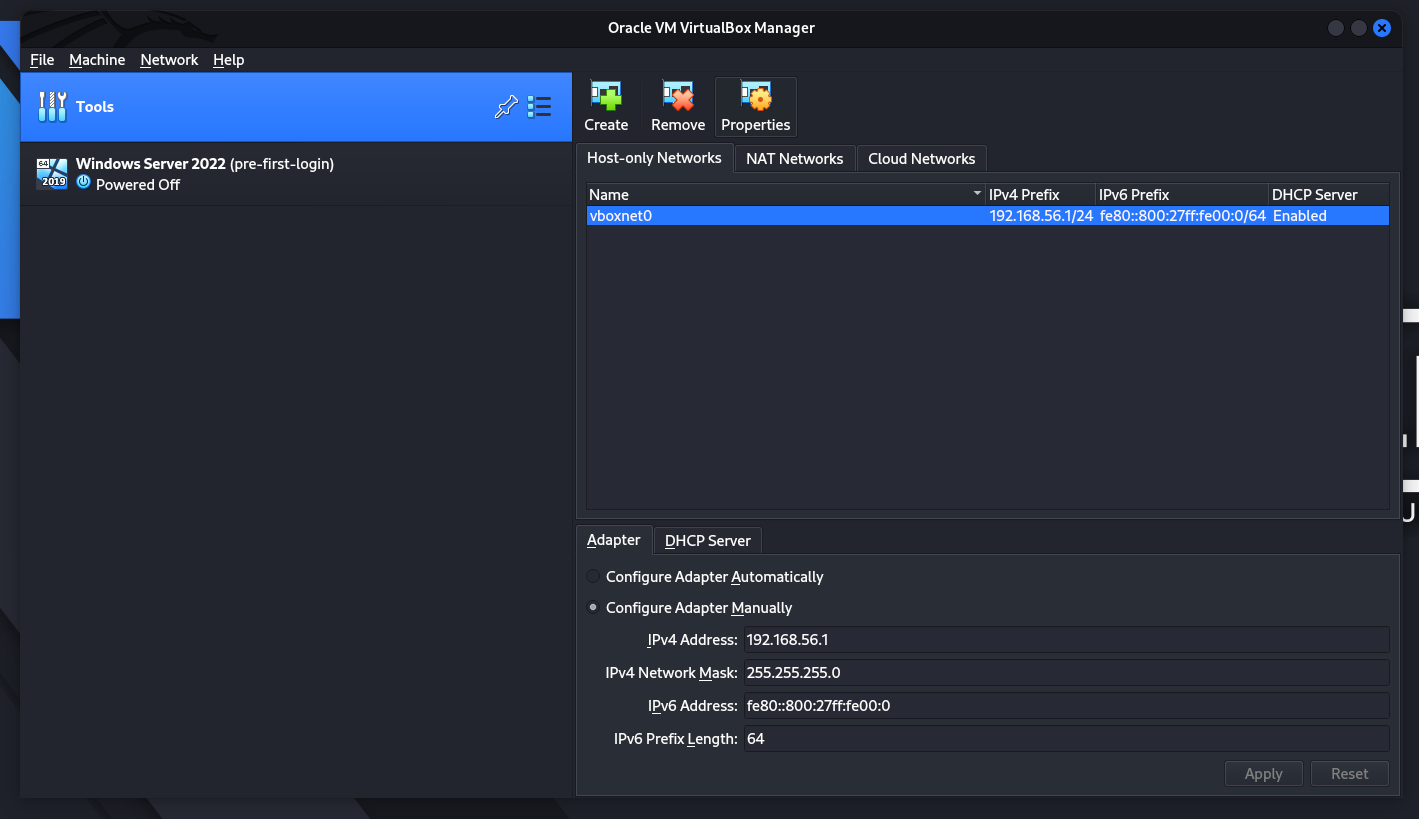 Oracle VM VirtualBox Manager
File Machine Network Help
Tools
64
2019
Windows Server 2022 (pre-first-login)
Powered Off
Create Remove Properties
Host-only Networks NAT Networks Cloud Networks
Name IPv4 Prefix IPv6 Prefix DHCP Server
vboxnet0 192.168.56.1/24 fe80::800:27ff:fe00:0/64 Enabled
Adapter DHCP Server
Configure Adapter Automatically
Configure Adapter Manually
IPv4 Address: 192.168.56.1
IPv4 Network Mask: 255.255.255.0
IPv6 Address: fe80::800:27ff:fe00:0
IPv6 Prefix Length: 64
Apply Reset